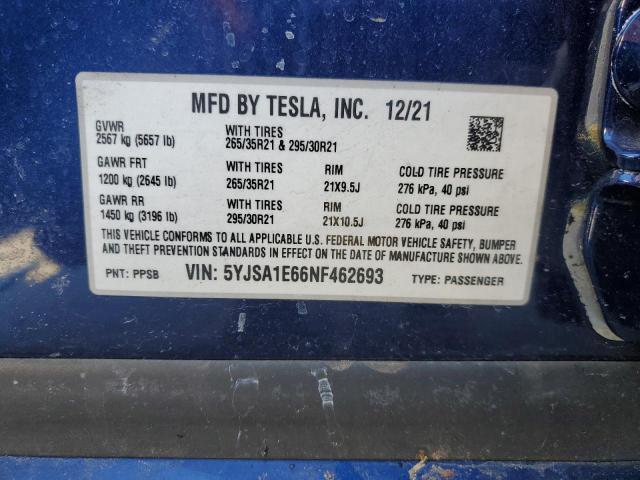 MFD BY TESLA, INC. 12/21
GVWR
2567 kg (5657 lb)
WITH TIRES
265/35R21 & 295/30R21
GAWR FRT
1200 kg (2645 lb)
WITH TIRES
265/35R21
RIM
21X9.5J
COLD TIRE PRESSURE
276 kPa, 40 psi
GAWR RR
1450 kg (3196 lb)
WITH TIRES
295/30R21
RIM
21X10.5J
COLD TIRE PRESSURE
276 kPa, 40 psi
THIS VEHICLE CONFORMS TO ALL APPLICABLE U.S. FEDERAL MOTOR VEHICLE SAFETY, BUMPER
AND THEFT PREVENTION STANDARDS IN EFFECT ON THE DATE OF MANUFACTURE SHOWN ABOVE.
PNT: PPSB VIN: 5YJSA1E66NF462693 TYPE: PASSENGER